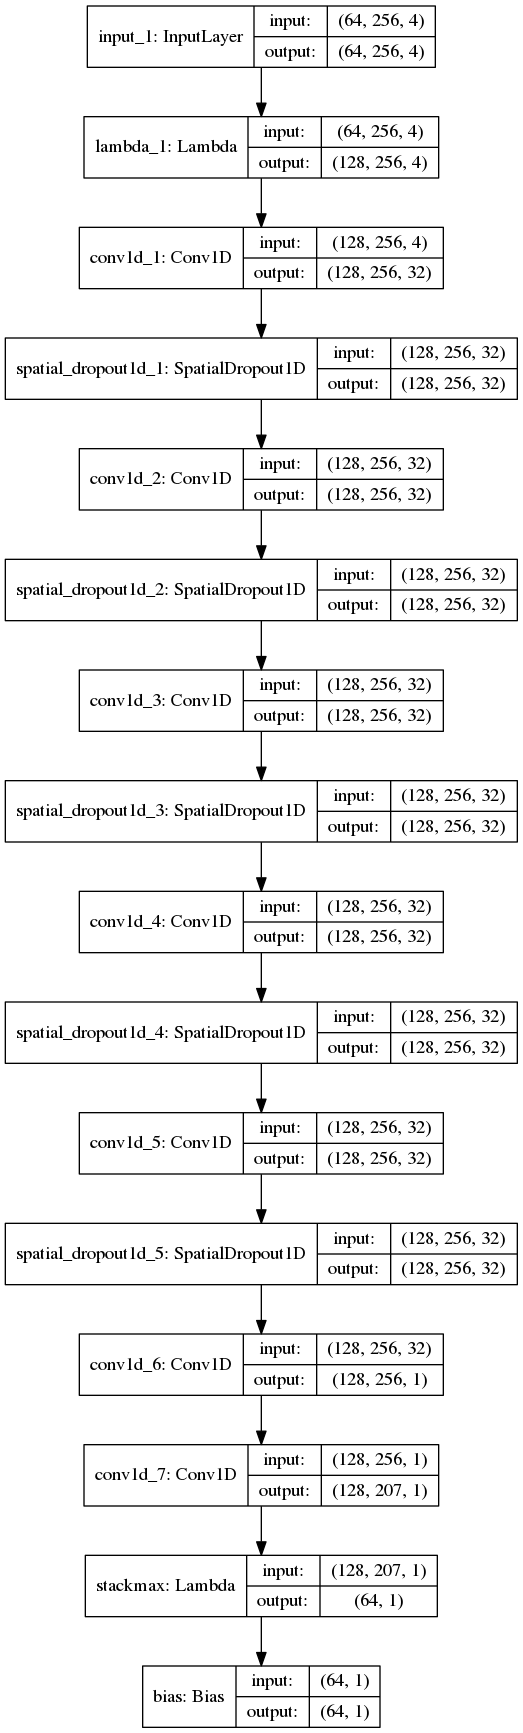 input_1: InputLayer
input: (64, 256, 4)
output: (64, 256, 4)
lambda_1: Lambda
input: (64, 256, 4)
output: (128, 256, 4)
conv1d_1: Conv1D
input: (128, 256, 4)
output: (128, 256, 32)
spatial_dropout1d_1: SpatialDropout1D
input: (128, 256, 32)
output: (128, 256, 32)
conv1d_2: Conv1D
input: (128, 256, 32)
output: (128, 256, 32)
spatial_dropout1d_2: SpatialDropout1D
input: (128, 256, 32)
output: (128, 256, 32)
conv1d_3: Conv1D
input: (128, 256, 32)
output: (128, 256, 32)
spatial_dropout1d_3: SpatialDropout1D
input: (128, 256, 32)
output: (128, 256, 32)
conv1d_4: Conv1D
input: (128, 256, 32)
output: (128, 256, 32)
spatial_dropout1d_4: SpatialDropout1D
input: (128, 256, 32)
output: (128, 256, 32)
conv1d_5: Conv1D
input: (128, 256, 32)
output: (128, 256, 32)
spatial_dropout1d_5: SpatialDropout1D
input: (128, 256, 32)
output: (128, 256, 32)
conv1d_6: Conv1D
input: (128, 256, 32)
output: (128, 256, 1)
conv1d_7: Conv1D
input: (128, 256, 1)
output: (128, 207, 1)
stackmax: Lambda
input: (128, 207, 1)
output: (64, 1)
bias: Bias
input: (64, 1)
output: (64, 1)